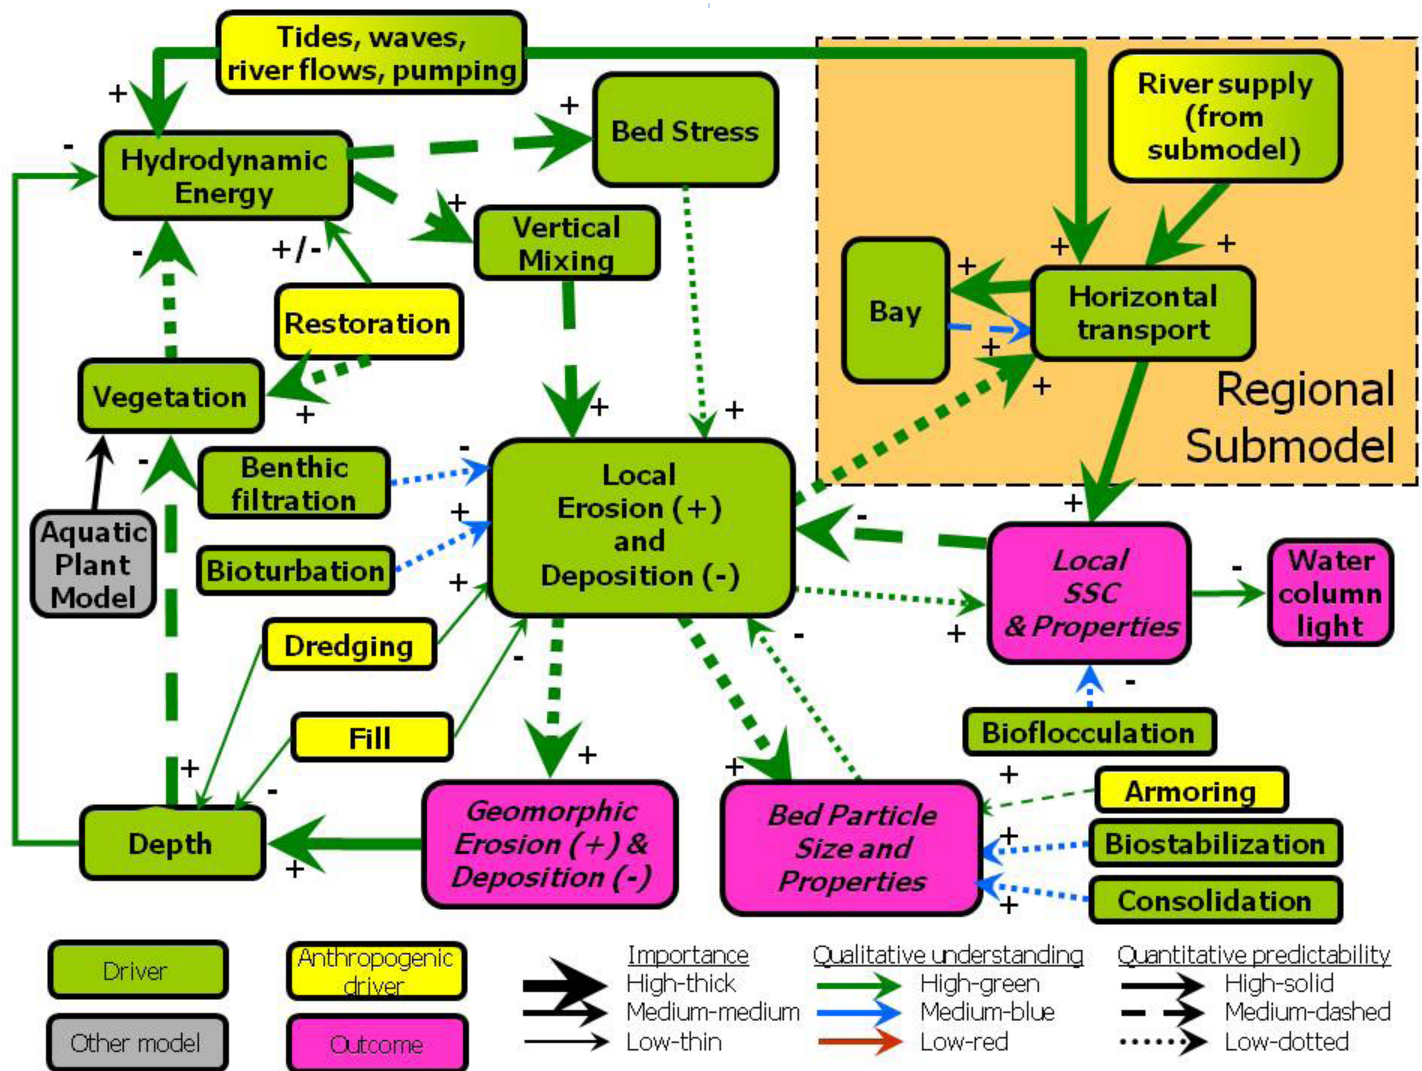 Tides, waves,
river flows, pumping
+
-
Hydrodynamic
Energy
+
Bed Stress
River supply
(from
submodel)
+
Vertical
Mixing
-
+/-
+
+
+
Bay
Horizontal
transport
Restoration
+
+
Regional
Submodel
Vegetation
+
+
+
-
Benthic
filtration
-
Local
Erosion (+)
and
Deposition (-)
+
-
Aquatic
Plant
Model
Bioturbation
+
+
Local
SSC
& Properties
-
Water
column
light
Dredging
-
-
+
-
Bioflocculation
Fill
+
-
+
+
+
Armoring
Depth
+
Geomorphic
Erosion (+) &
Deposition (-)
Bed Particle
Size and
Properties
+
Biostabilization
+
Consolidation
Driver
Anthropogenic
driver
Other model
Outcome
Importance
High-thick
Medium-medium
Low-thin
Qualitative understanding
High-green
Medium-blue
Low-red
Quantitative predictability
High-solid
Medium-dashed
Low-dotted